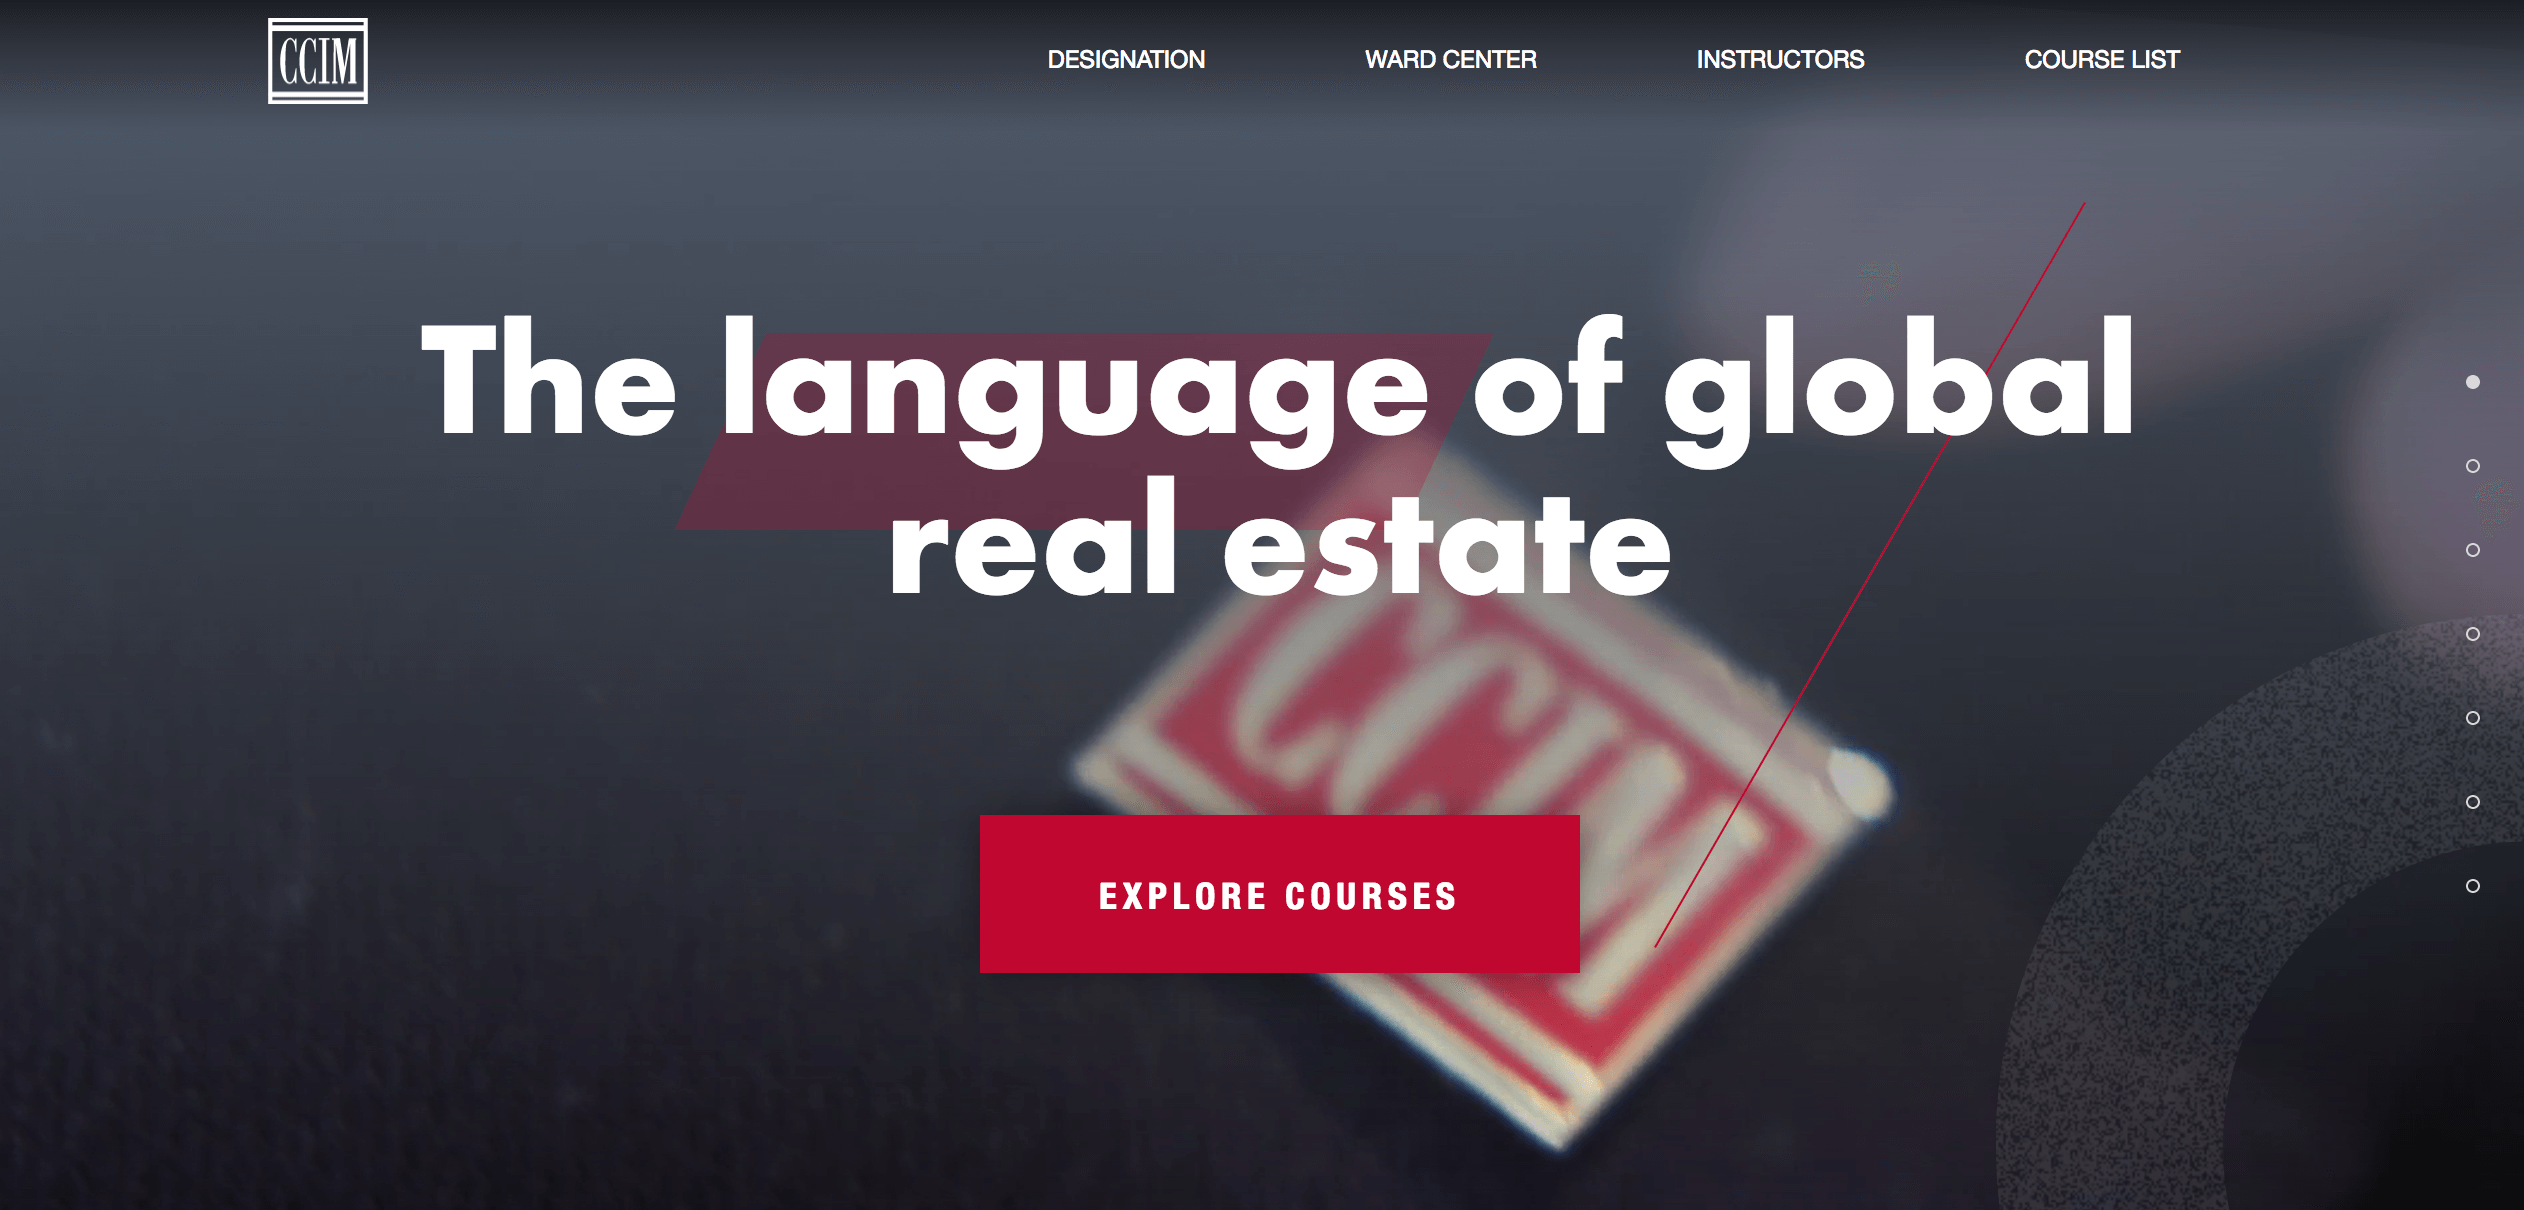 CCIM
DESIGNATION
WARD CENTER
INSTRUCTORS
COURSE LIST
The language of global
real estate
CCIM
EXPLORE COURSES